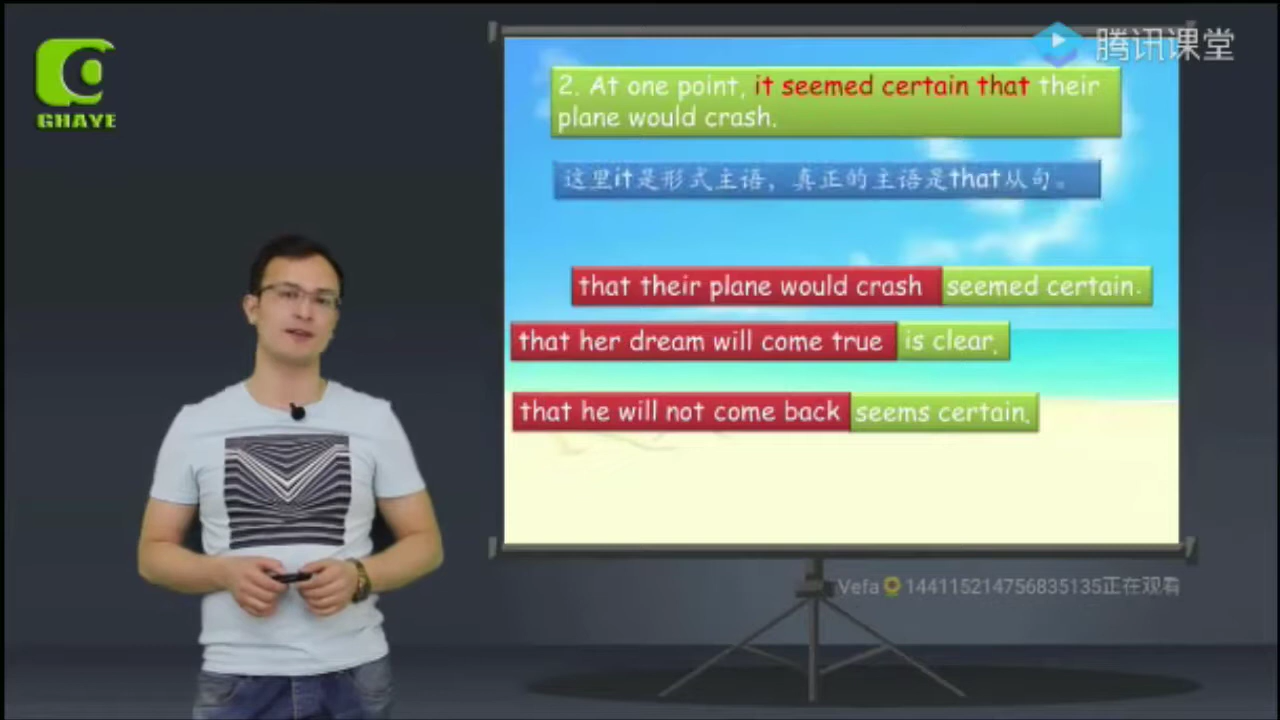 GHAYE
腾讯课堂
2. At one point, it seemed certain that their
plane would crash.
这里it是形式主语，真正的主语是that从句。
that their plane would crash seemed certain.
that her dream will come true is clear.
that he will not come back seems certain.
Vefa 144115214756835135正在观看